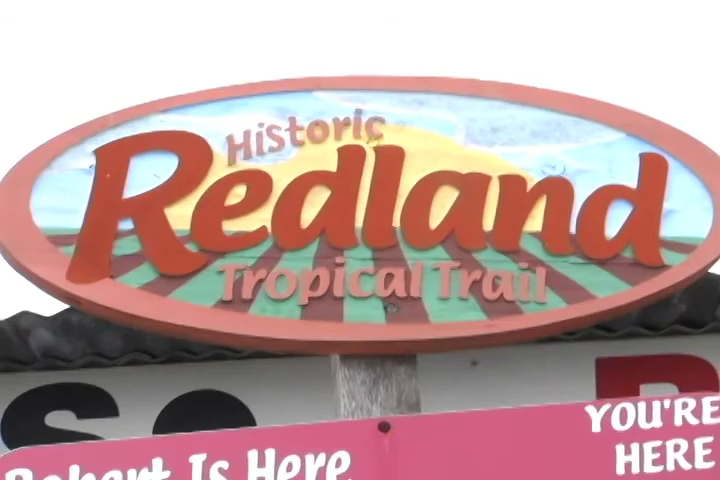 Historic
Redland
Tropical Trail
YOU'RE
HERE
Robert Is Here